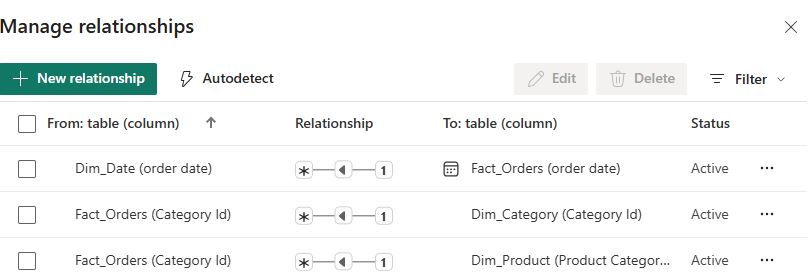 Manage relationships
New relationship Autodetect Edit Delete Filter
From: table (column) Relationship To: table (column) Status
Dim_Date (order date) * 1 Fact_Orders (order date) Active
Fact_Orders (Category Id) * 1 Dim_Category (Category Id) Active
Fact_Orders (Category Id) * 1 Dim_Product (Product Categor... Active